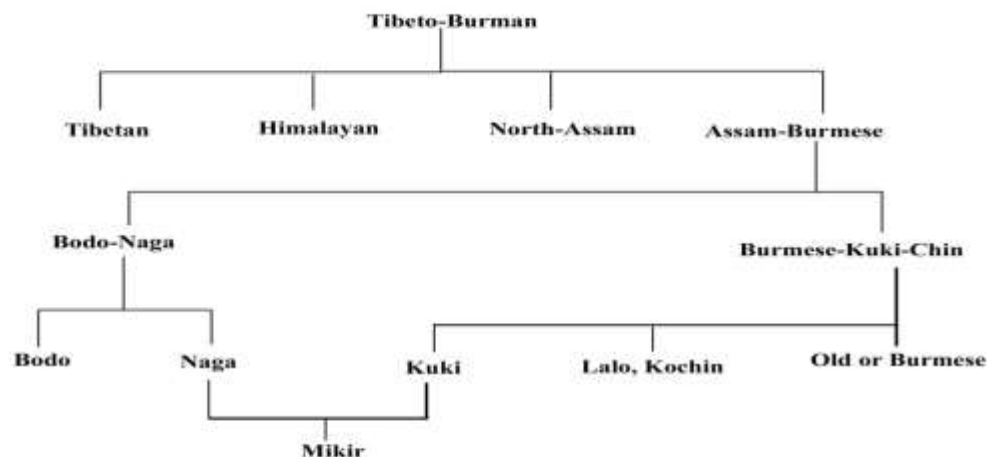 Tibeto-Burman
Tibetan Himalayan North-Assam Assam-Burmese
Bodo-Naga Burmese-Kuki-Chin
Bodo Naga Kuki Lalo, Kochin Old or Burmese
Mikir